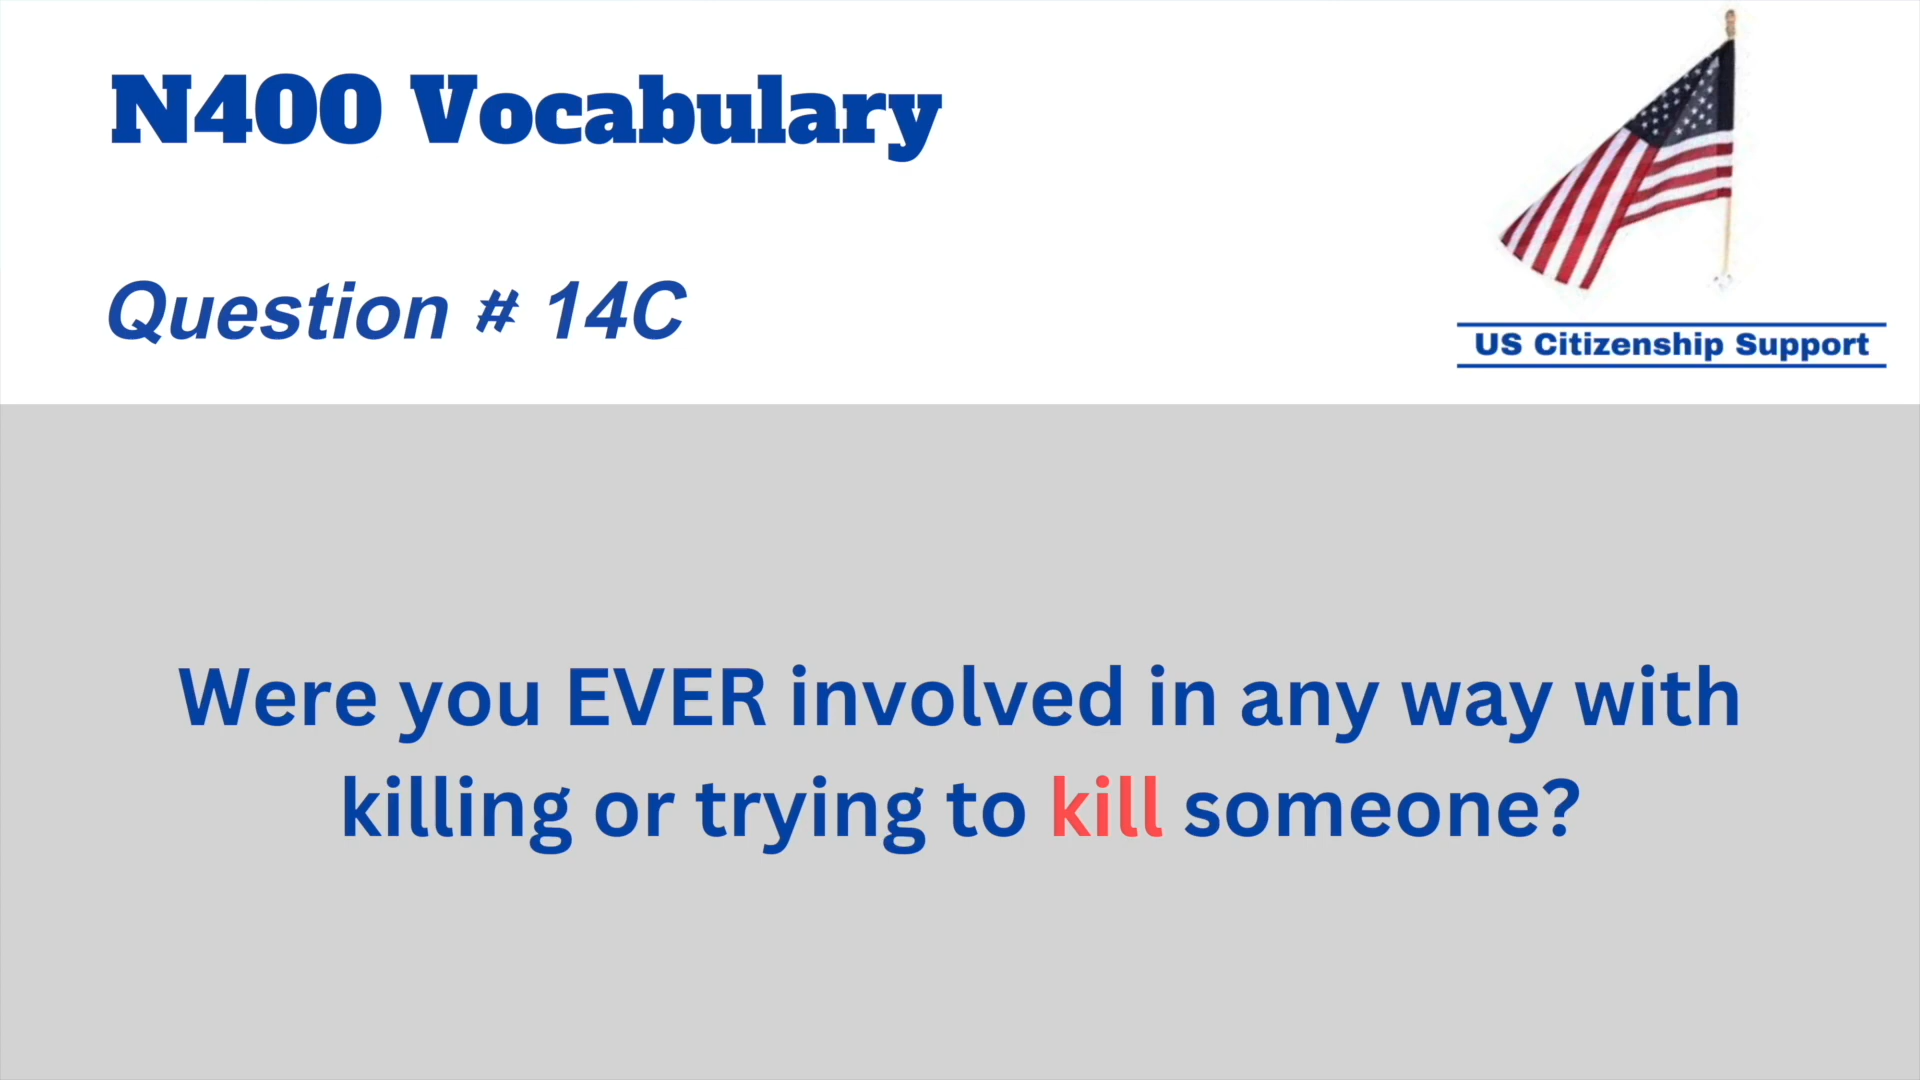 N400 Vocabulary
Question # 14C
US Citizenship Support
Were you EVER involved in any way with
killing or trying to kill someone?